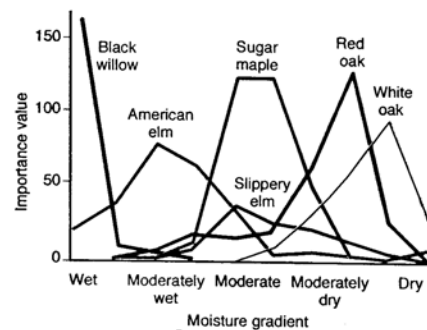 150
100
50
0
Importance value
Black
willow
American
elm
Sugar
maple
Slippery
elm
Red
oak
White
oak
Wet
Moderately
wet
Moderate
Moderately
dry
Dry
Moisture gradient